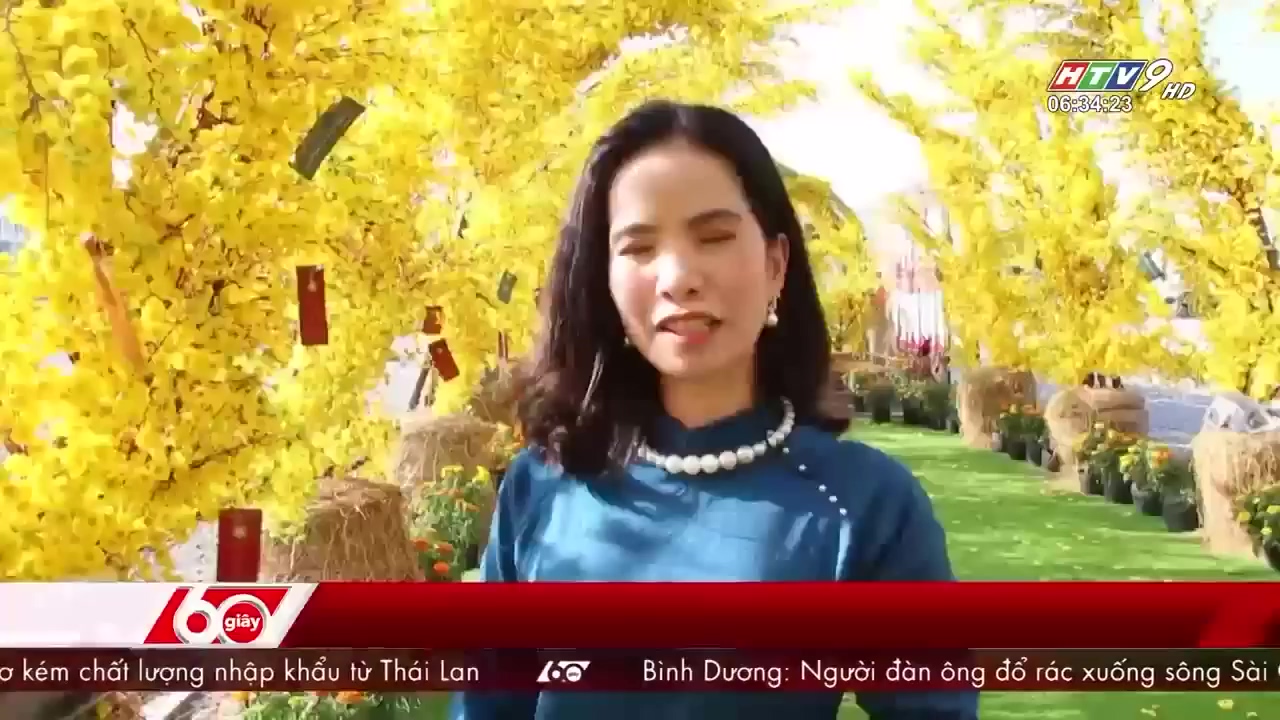 HTV9 HD
06:34:23
60 giây
kém chất lượng nhập khẩu từ Thái Lan 60 giây Bình Dương: Người đàn ông đổ rác xuống sông Sài